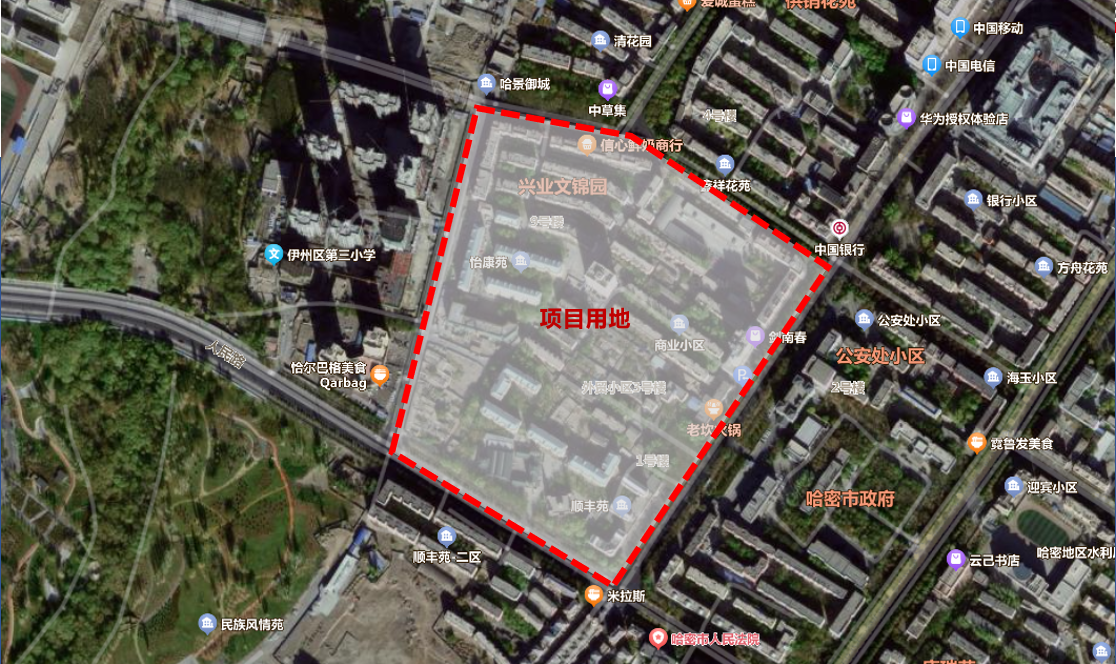 爱诚蛋糕
供销花苑
中国移动
清花园
中国电信
哈景御城
中草集
4号楼
华为授权体验店
信心鲜奶商行
吉祥花苑
兴业文锦园
银行小区
8号楼
中国银行
伊州区第三小学
怡康苑
方舟花苑
项目用地
公安处小区
剑南春
商业小区
人民路
公安处小区
恰尔巴格美食
Qarbag
P
海玉小区
外贸小区3号楼
2号楼
老坎火锅
霓鲁发美食
1号楼
迎宾小区
哈密市政府
顺丰苑
顺丰苑-二区
哈密地区水利
云己书店
米拉斯
民族风情苑
哈密市人民法院